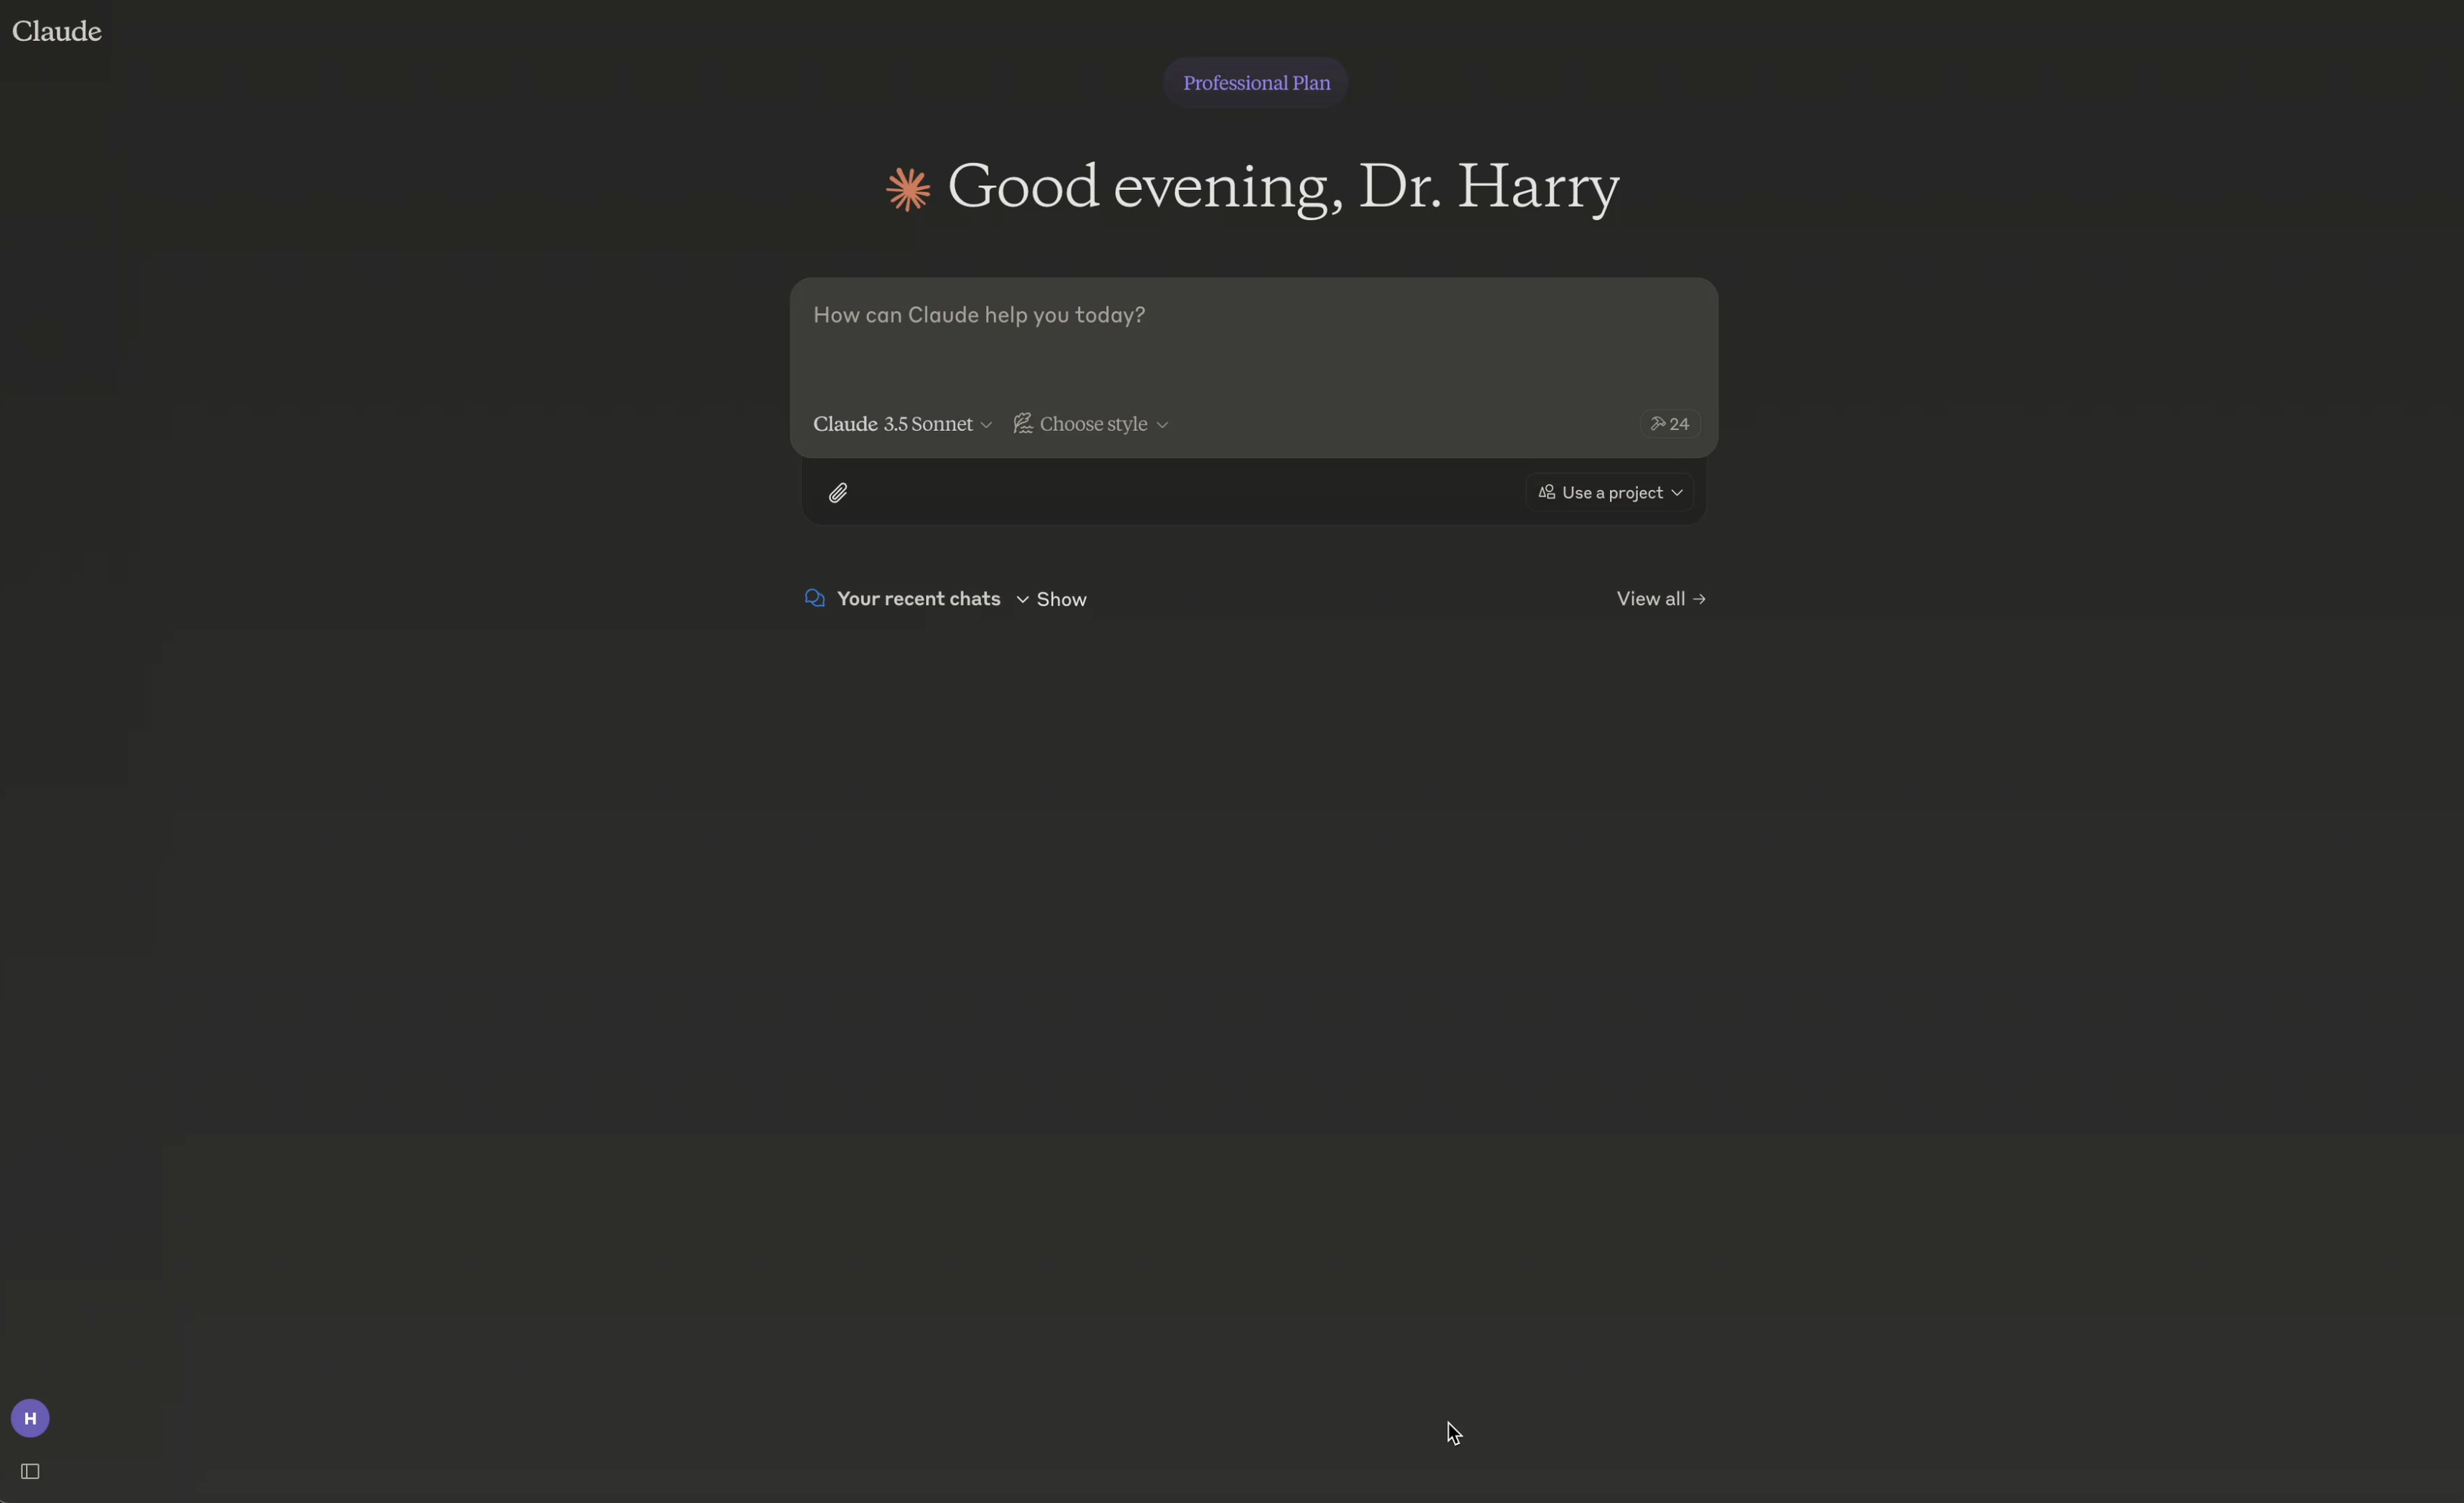 Claude
Professional Plan
Good evening, Dr. Harry
How can Claude help you today?
Claude 3.5 Sonnet
Choose style
24
Use a project
Your recent chats
Show
View all →
H